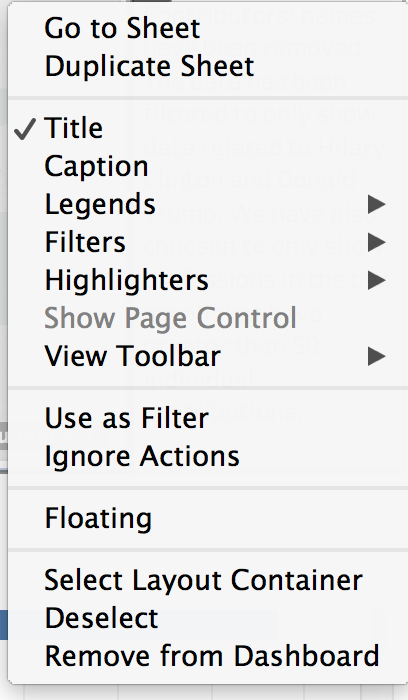 Go to Sheet
Duplicate Sheet
Title
Caption
Legends
Filters
Highlighters
Show Page Control
View Toolbar
Use as Filter
Ignore Actions
Floating
Select Layout Container
Deselect
Remove from Dashboard